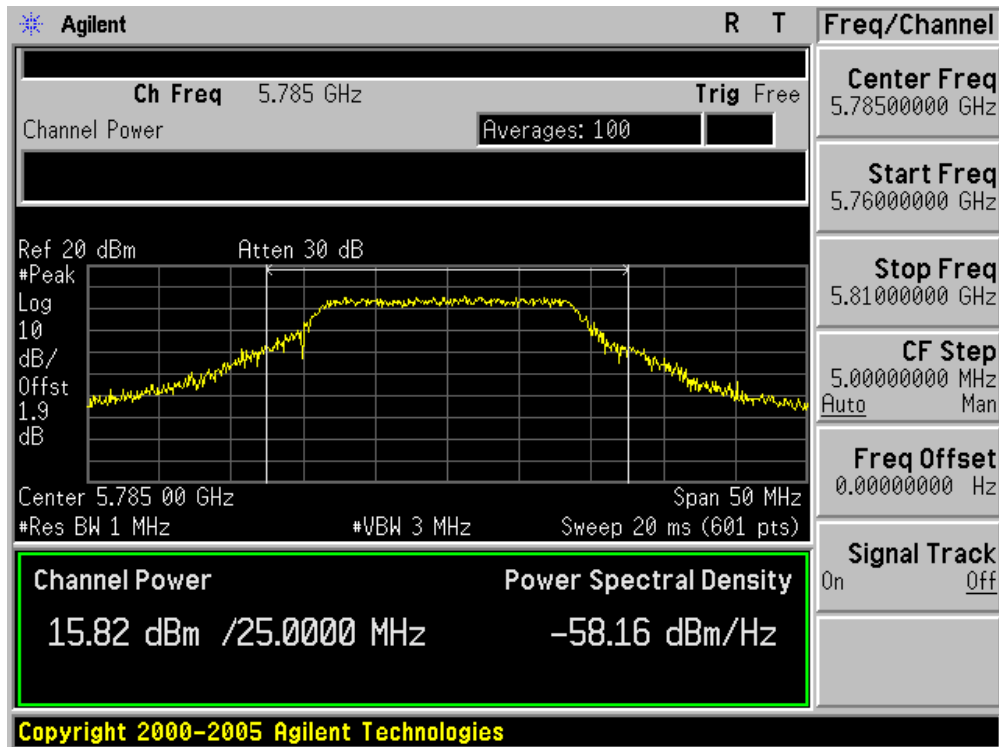 Agilent R T Freq/Channel
Ch Freq 5.785 GHz Trig Free
Channel Power Averages: 100
Ref 20 dBm Atten 30 dB
#Peak
Log
10
dB/
Offst
1.9
dB
Center 5.785 00 GHz Span 50 MHz
#Res BW 1 MHz #VBW 3 MHz Sweep 20 ms (601 pts)
Channel Power Power Spectral Density
15.82 dBm /25.0000 MHz -58.16 dBm/Hz
Center Freq
5.78500000 GHz
Start Freq
5.76000000 GHz
Stop Freq
5.81000000 GHz
CF Step
5.00000000 MHz
Auto Man
Freq Offset
0.00000000 Hz
Signal Track
On Off
Copyright 2000-2005 Agilent Technologies